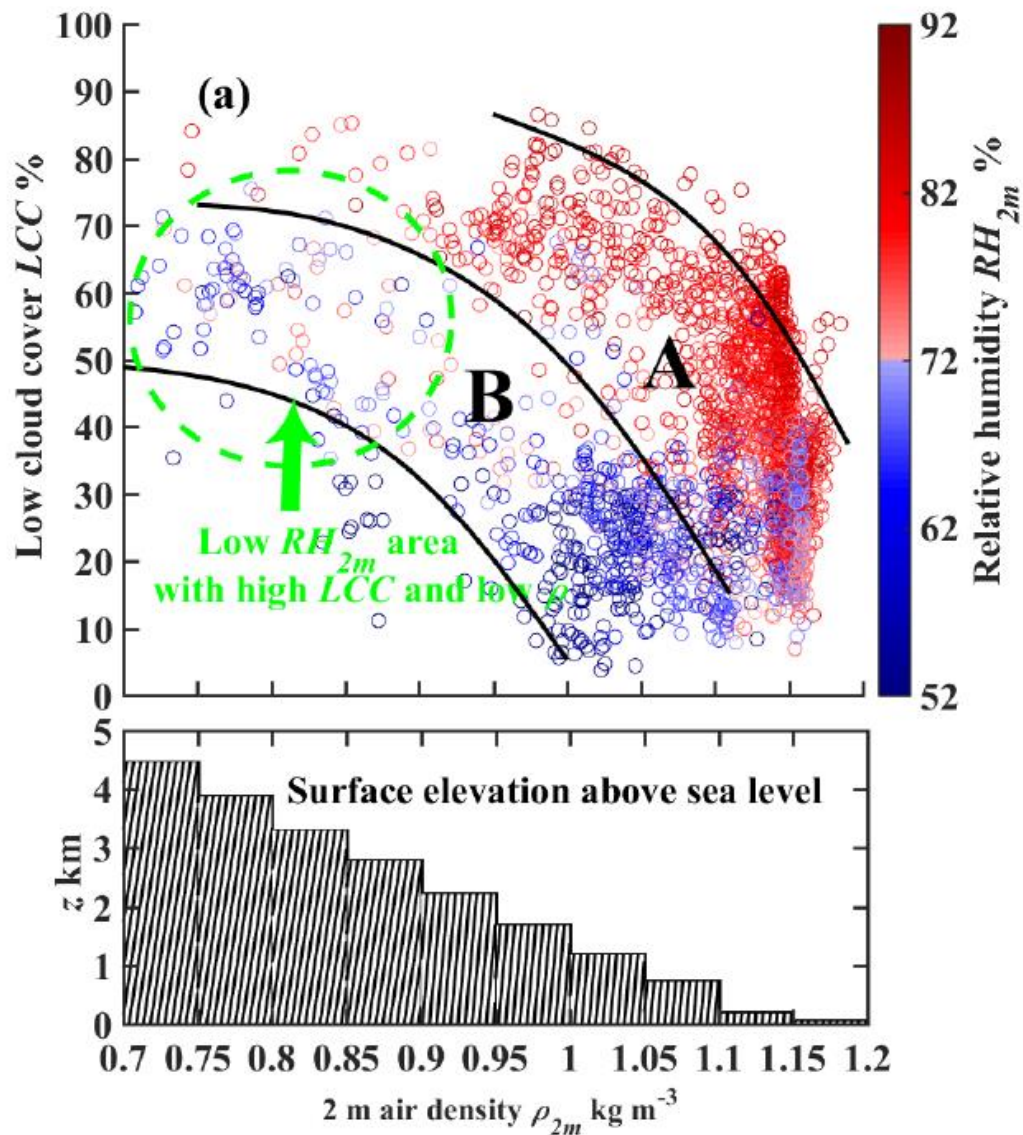 100
90
80
70
60
50
40
30
20
10
0
Low cloud cover LCC %
(a)
A
B
Low RH2m area
with high LCC and low ρ
92
82
72
62
52
Relative humidity RH2m %
5
4
3
2
1
0
z km
Surface elevation above sea level
0.7 0.75 0.8 0.85 0.9 0.95 1 1.05 1.1 1.15 1.2
2 m air density ρ2m kg m-3